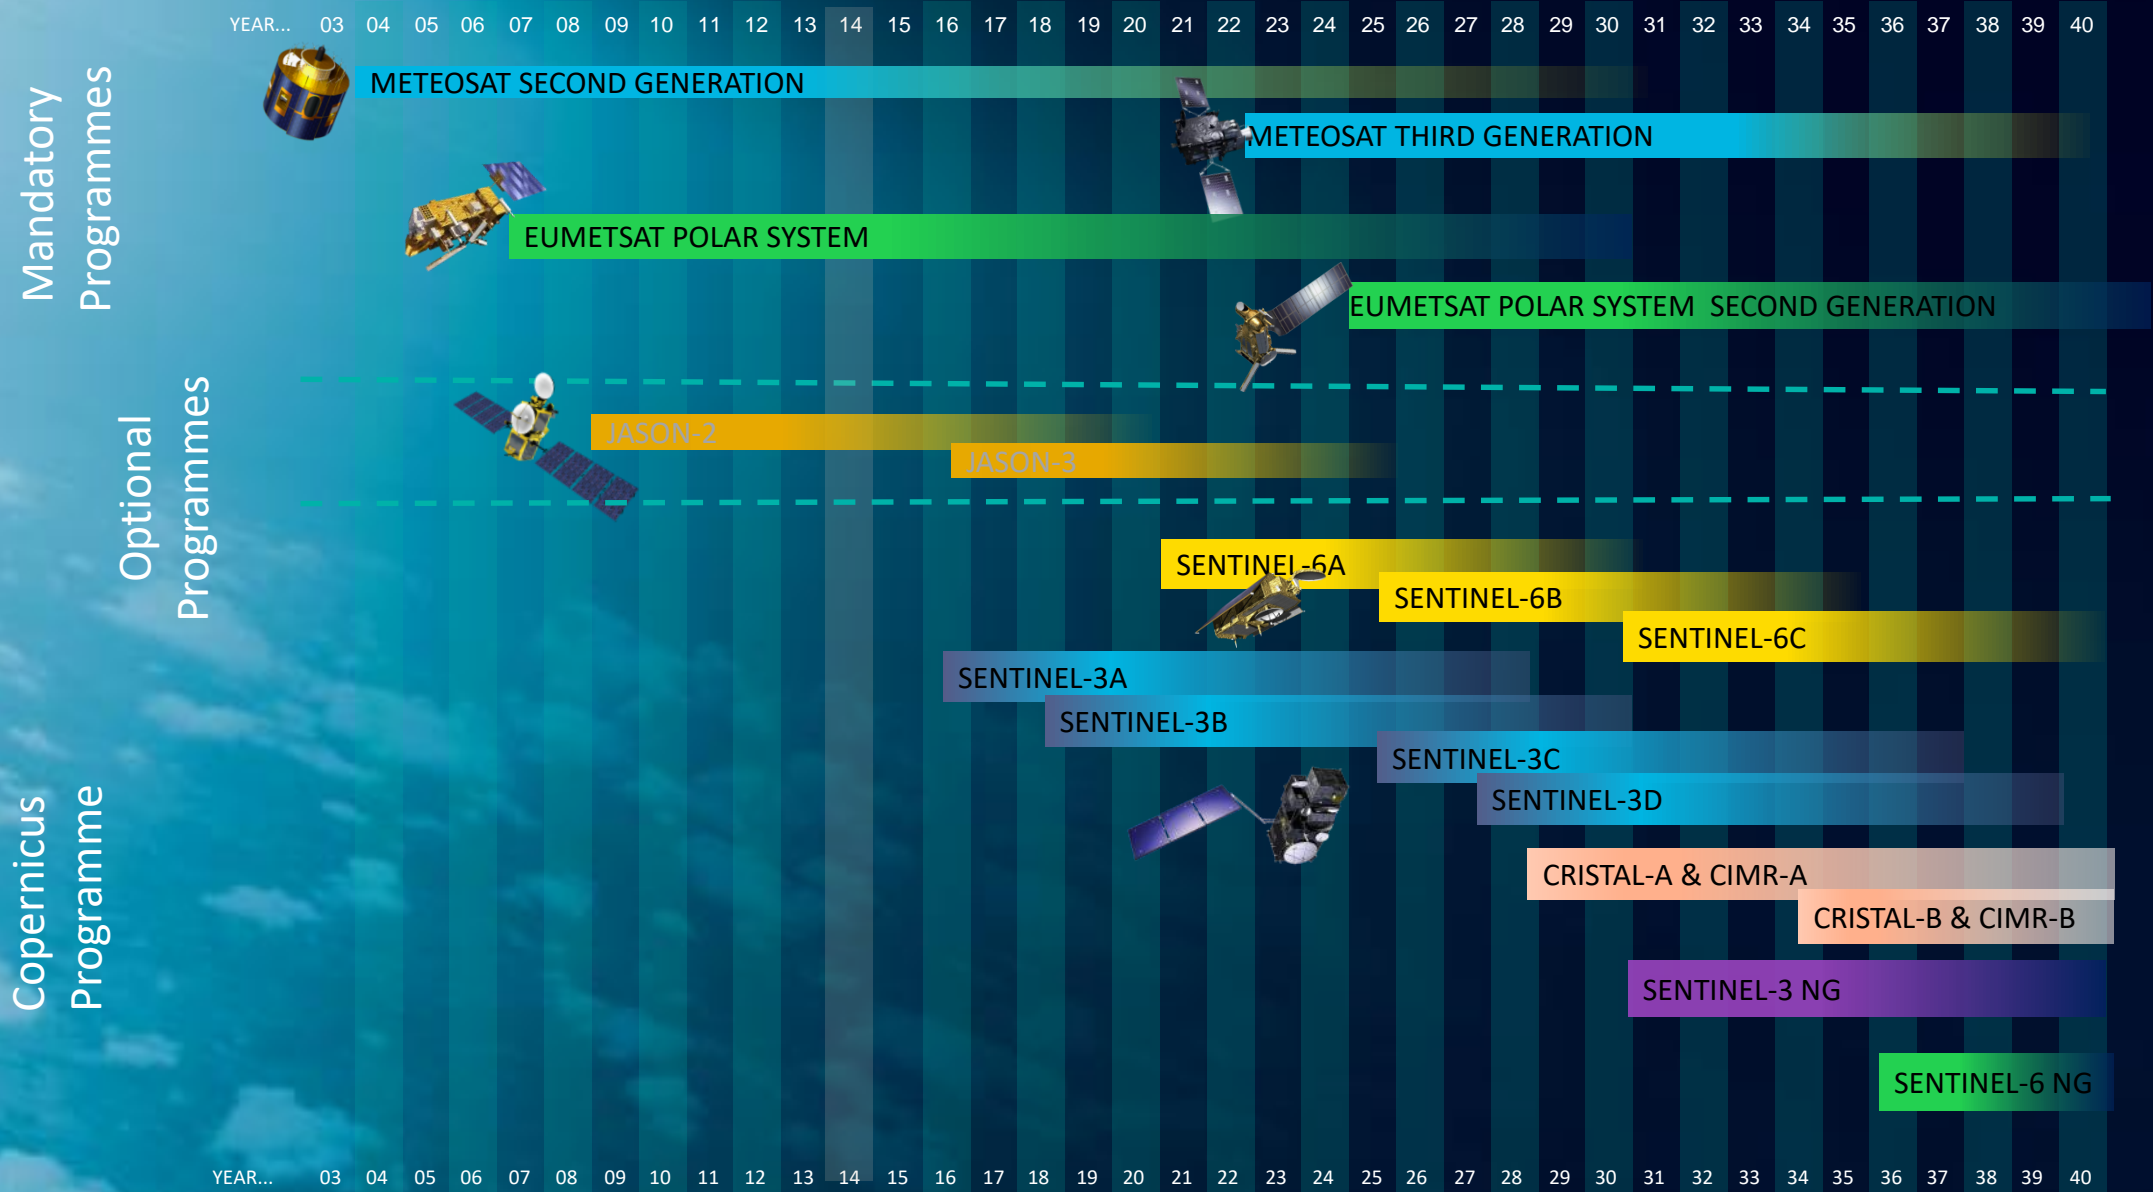 YEAR... 03 04 05 06 07 08 09 10 11 12 13 14 15 16 17 18 19 20 21 22 23 24 25 26 27 28 29 30 31 32 33 34 35 36 37 38 39 40
Mandatory
Programmes
METEOSAT SECOND GENERATION
METEOSAT THIRD GENERATION
EUMETSAT POLAR SYSTEM
EUMETSAT POLAR SYSTEM SECOND GENERATION
Optional
Programmes
JASON-2
JASON-3
Copernicus
Programme
SENTINEL-6A
SENTINEL-6B
SENTINEL-6C
SENTINEL-3A
SENTINEL-3B
SENTINEL-3C
SENTINEL-3D
CRISTAL-A & CIMR-A
CRISTAL-B & CIMR-B
SENTINEL-3 NG
SENTINEL-6 NG
YEAR... 03 04 05 06 07 08 09 10 11 12 13 14 15 16 17 18 19 20 21 22 23 24 25 26 27 28 29 30 31 32 33 34 35 36 37 38 39 40